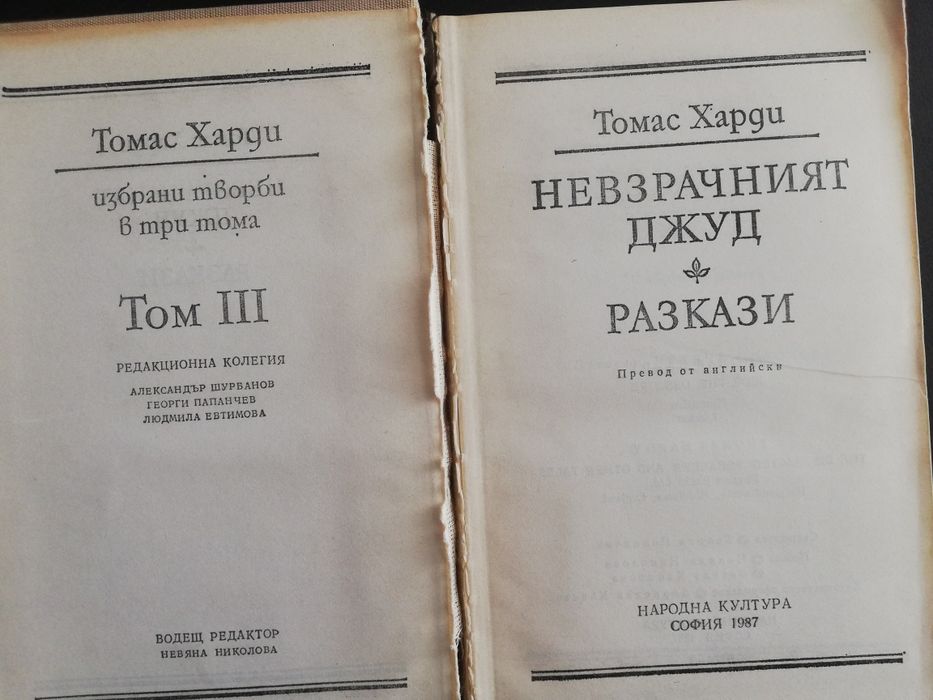 Томас Харди
избрани творби
в три тома
Том III
РЕДАКЦИОННА КОЛЕГИЯ
АЛЕКСАНДЪР ШУРБАНОВ
ГЕОРГИ ПАПАНЧЕВ
ЛЮДМИЛА ЕВТИМОВА
ВОДЕЩ РЕДАКТОР
НЕВЯНА НИКОЛОВА
Томас Харди
НЕВЗРАЧНИЯТ
ДЖУД
РАЗКАЗИ
Превод от английски
НАРОДНА КУЛТУРА
СОФИЯ 1987